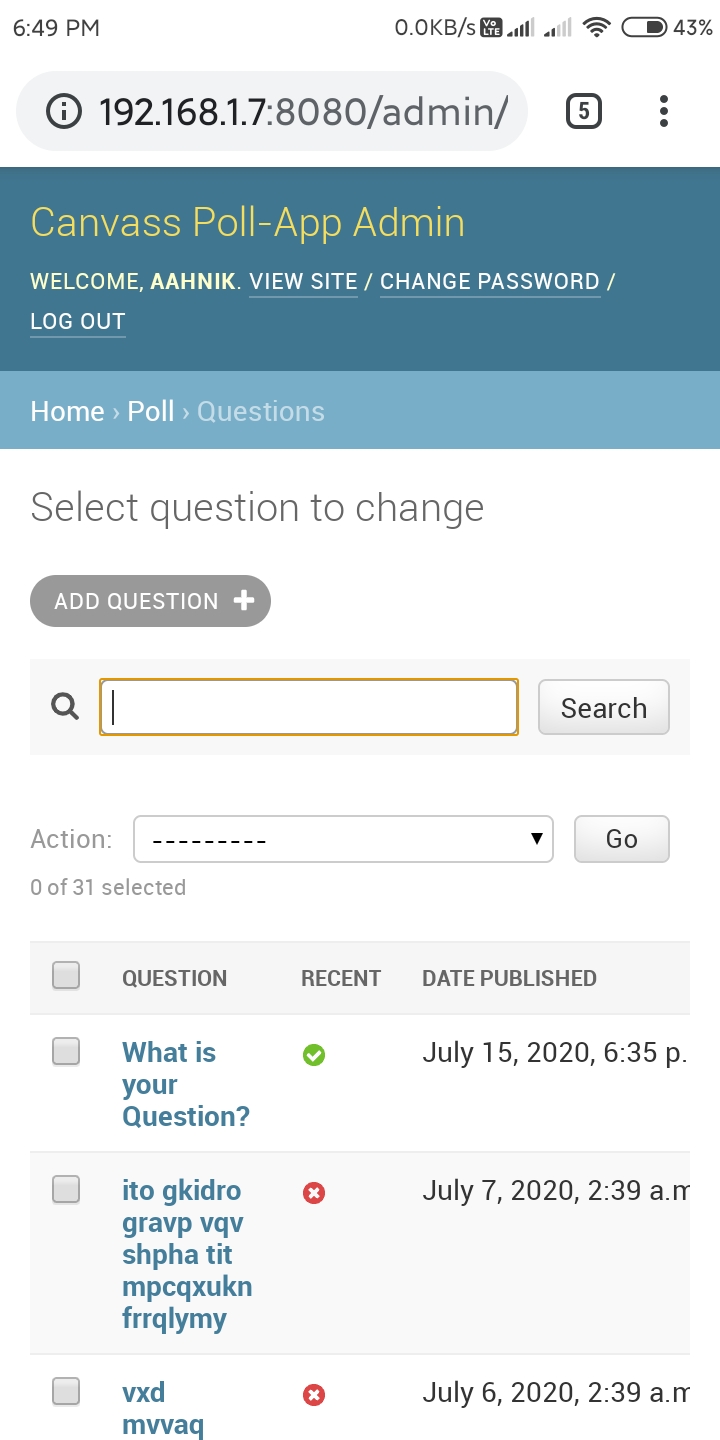 6:49 PM 0.0KB/s Vo LTE 43%
192.168.1.7:8080/admin/ 5
Canvass Poll-App Admin
WELCOME, AAHNIK. VIEW SITE / CHANGE PASSWORD /
LOG OUT
Home › Poll › Questions
Select question to change
ADD QUESTION +
Search
Action: --------- Go
0 of 31 selected
QUESTION RECENT DATE PUBLISHED
What is July 15, 2020, 6:35 p.
your
Question?
ito gkidro July 7, 2020, 2:39 a.m
gravp vqv
shpha tit
mpcqxukn
frrqlymy
vxd July 6, 2020, 2:39 a.m
mvvaq